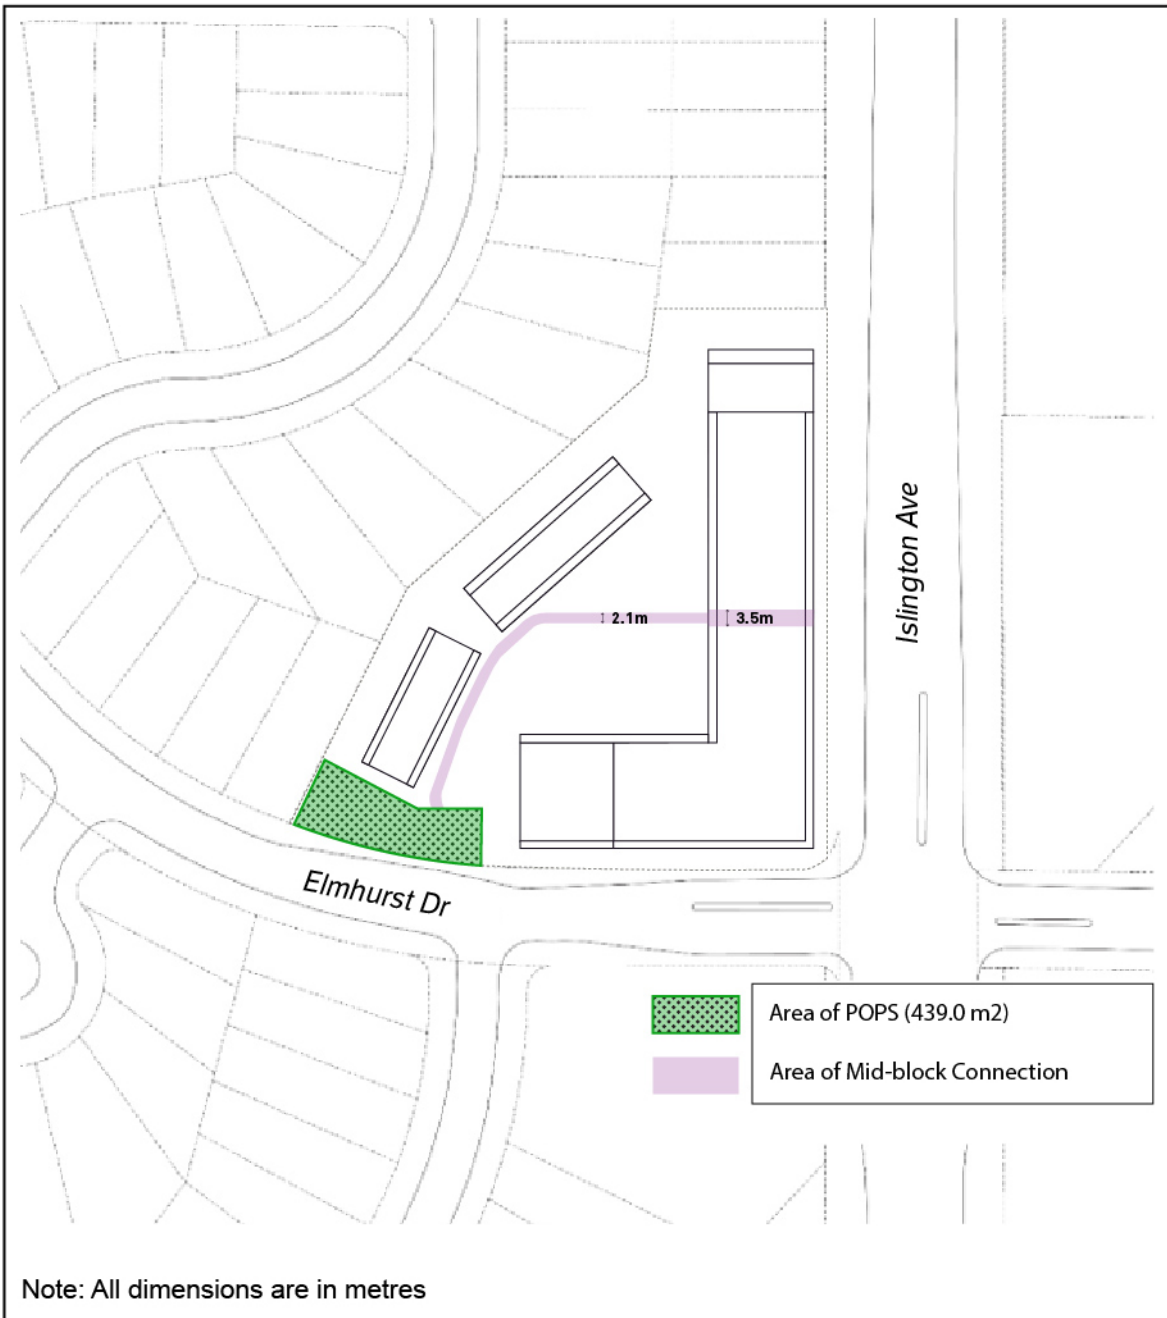 Islington Ave
2.1m
3.5m
Elmhurst Dr
Area of POPS (439.0 m2)
Area of Mid-block Connection
Note: All dimensions are in metres